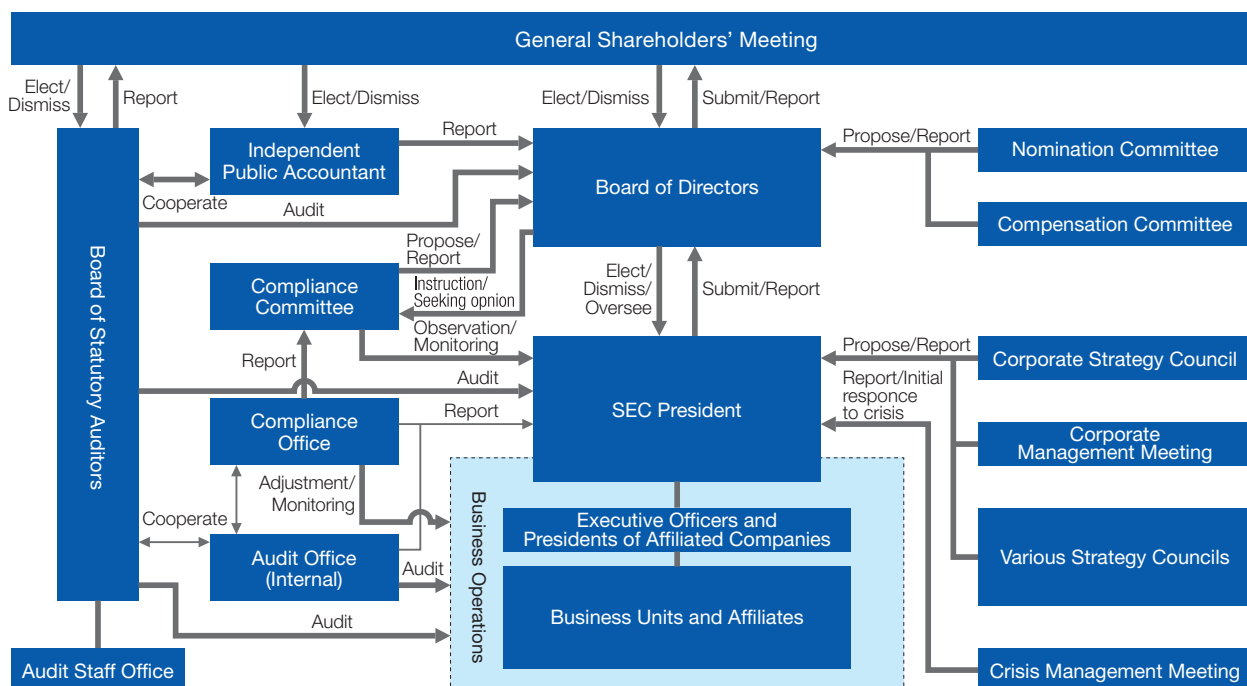 General Shareholders' Meeting
Elect/
Dismiss
Report
Elect/Dismiss
Elect/Dismiss
Submit/Report
Independent
Public Accountant
Report
Board of Directors
Propose/Report
Nomination Committee
Cooperate
Audit
Compensation Committee
Board of Statutory Auditors
Propose/
Report
Compliance
Committee
Instruction/
Seeking opnion
Elect/
Dismiss/
Oversee
Submit/Report
Observation/
Monitoring
Report
Propose/Report
Corporate Strategy Council
Audit
SEC President
Report/Initial
responce
to crisis
Compliance
Office
Report
Corporate
Management Meeting
Adjustment/
Monitoring
Business Operations
Cooperate
Executive Officers and
Presidents of Affiliated Companies
Audit Office
(Internal)
Audit
Various Strategy Councils
Business Units and Affiliates
Audit
Audit Staff Office
Crisis Management Meeting